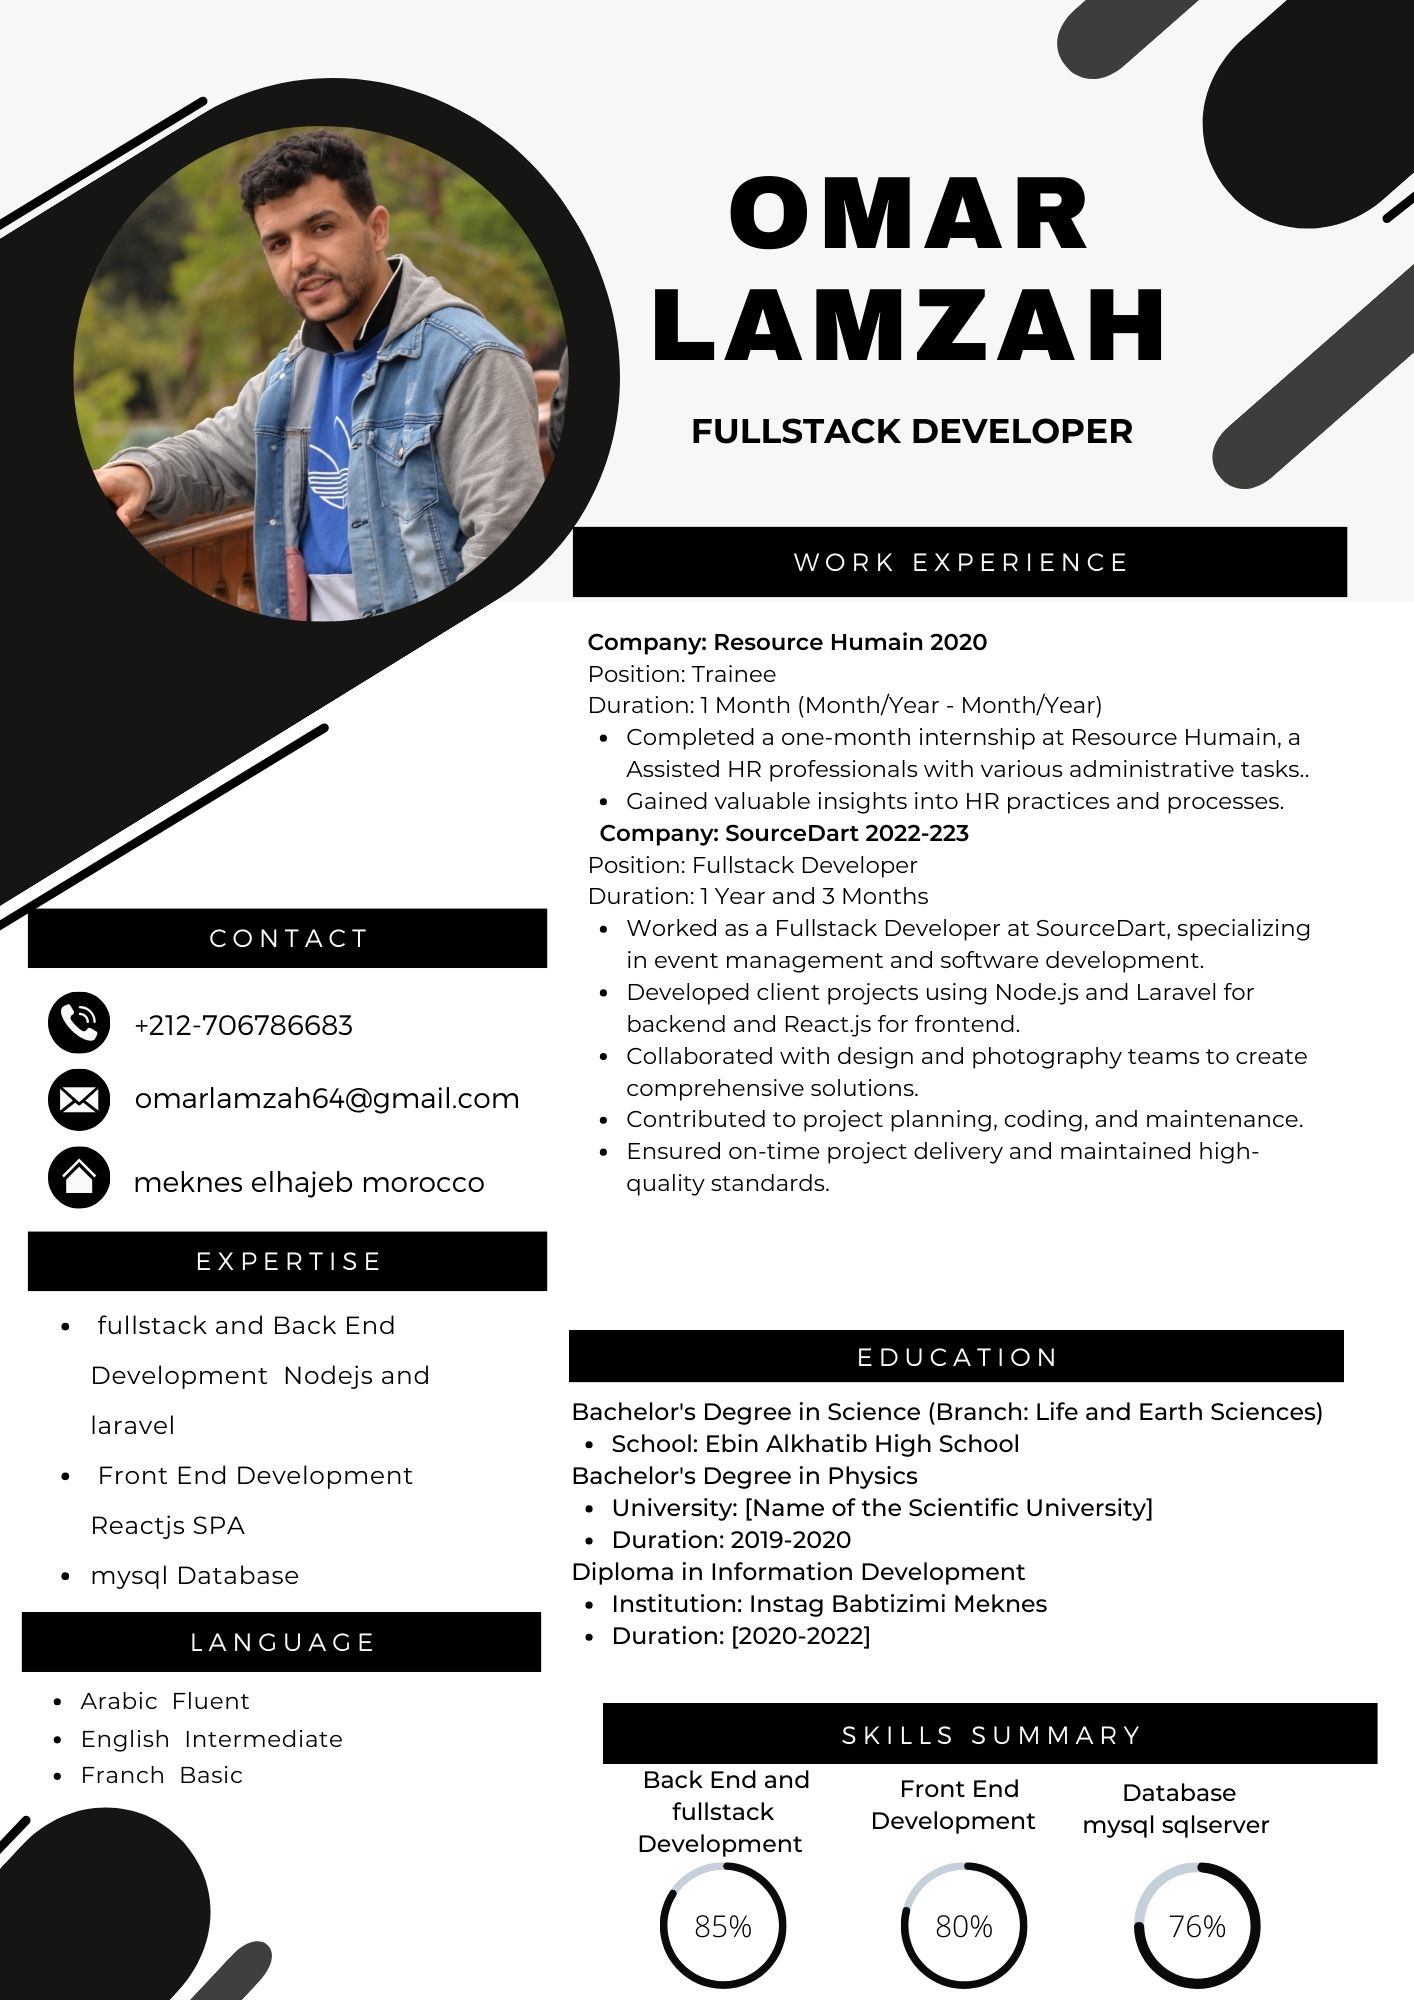 OMAR
LAMZAH
FULLSTACK DEVELOPER
WORK EXPERIENCE
Company: Resource Humain 2020
Position: Trainee
Duration: 1 Month (Month/Year - Month/Year)
• Completed a one-month internship at Resource Humain, a
Assisted HR professionals with various administrative tasks..
• Gained valuable insights into HR practices and processes.
Company: SourceDart 2022-223
Position: Fullstack Developer
Duration: 1 Year and 3 Months
• Worked as a Fullstack Developer at SourceDart, specializing
in event management and software development.
• Developed client projects using Node.js and Laravel for
backend and React.js for frontend.
• Collaborated with design and photography teams to create
comprehensive solutions.
• Contributed to project planning, coding, and maintenance.
• Ensured on-time project delivery and maintained high-
quality standards.
CONTACT
+212-706786683
omarlamzah64@gmail.com
meknes elhajeb morocco
EXPERTISE
• fullstack and Back End
Development Nodejs and
laravel
• Front End Development
Reactjs SPA
• mysql Database
LANGUAGE
• Arabic Fluent
• English Intermediate
• Franch Basic
EDUCATION
Bachelor's Degree in Science (Branch: Life and Earth Sciences)
• School: Ebin Alkhatib High School
Bachelor's Degree in Physics
• University: [Name of the Scientific University]
• Duration: 2019-2020
Diploma in Information Development
• Institution: Instag Babtizimi Meknes
• Duration: [2020-2022]
SKILLS SUMMARY
Back End and
fullstack
Development
85%
Front End
Development
80%
Database
mysql sqlserver
76%